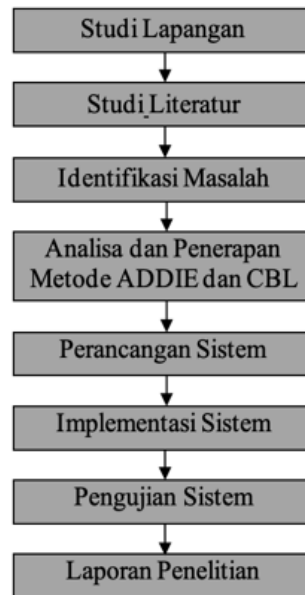 Studi Lapangan
Studi Literatur
Identifikasi Masalah
Analisa dan Penerapan
Metode ADDIE dan CBL
Perancangan Sistem
Implementasi Sistem
Pengujian Sistem
Laporan Penelitian